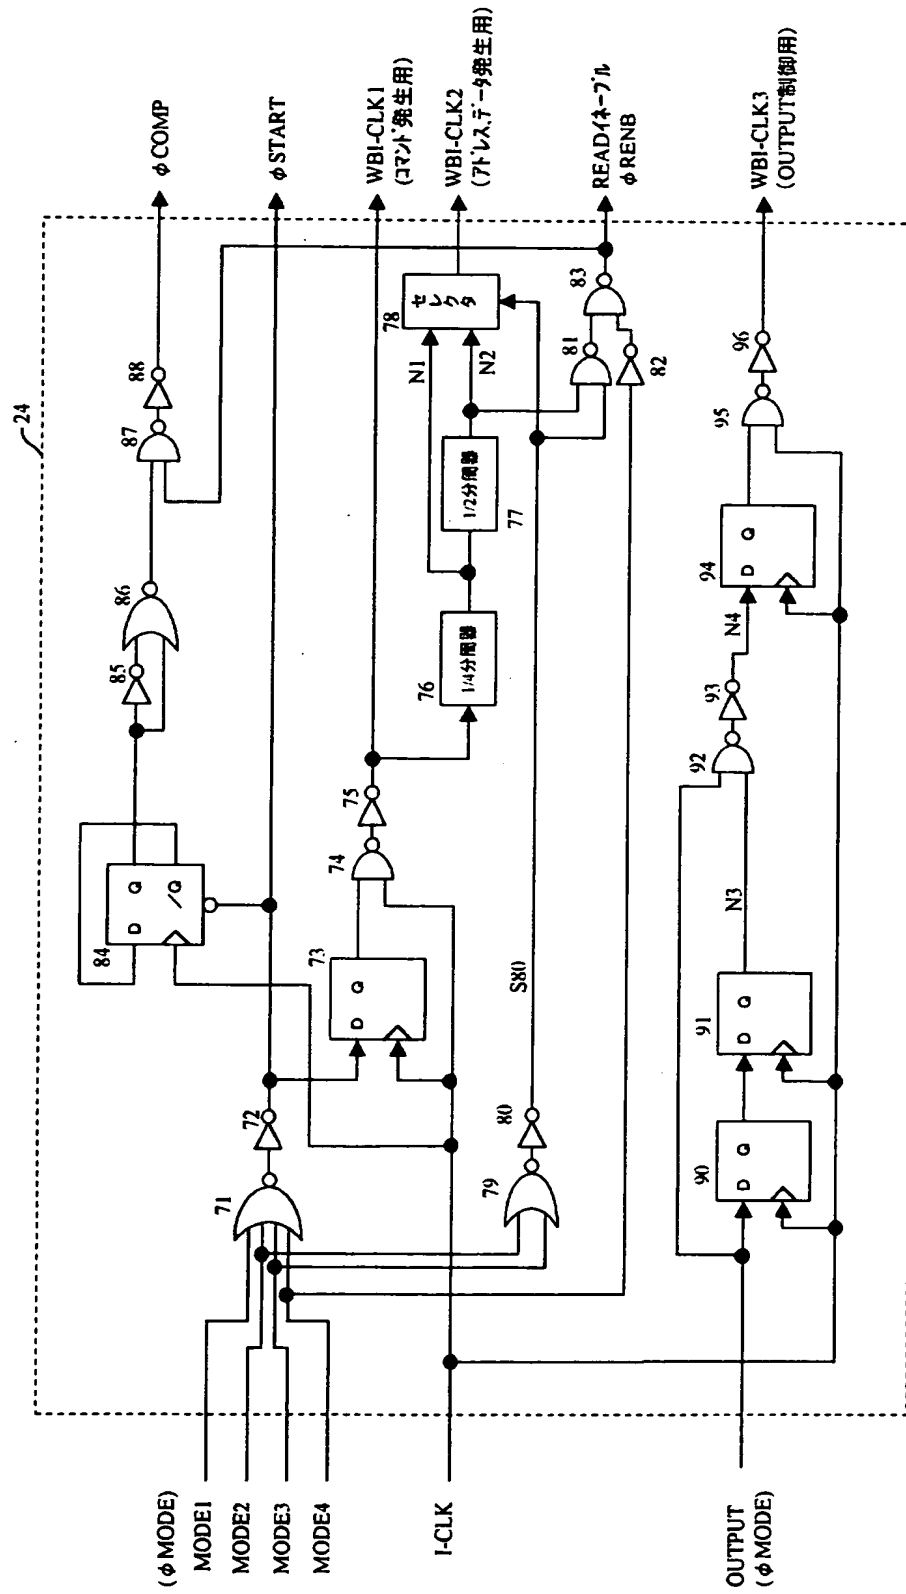 24
(φMODE)
MODE1
MODE2
MODE3
MODE4
I-CLK
OUTPUT
(φMODE)
71
72
84
D Q
/Q
85
86
87
88
φCOMP
φSTART
73
D Q
74
75
WBI-CLK1
(コマンド発生用)
76
1/4分周器
77
1/2分周器
N1
N2
78
セレクタ
WBI-CLK2
(アドレス、データ発生用)
79
80
S80
81
82
83
READイネーブル
φRENB
90
D Q
91
D Q
N3
92
93
N4
94
D Q
95
96
WBI-CLK3
(OUTPUT制御用)